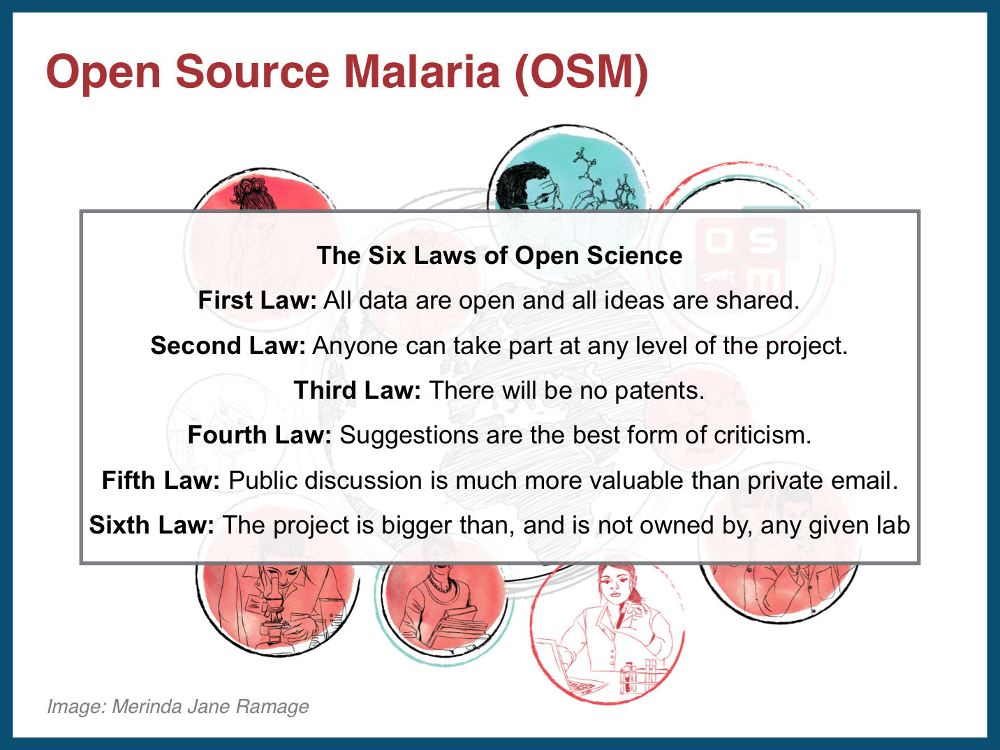 Open Source Malaria (OSM)
O S
M
The Six Laws of Open Science
First Law: All data are open and all ideas are shared.
Second Law: Anyone can take part at any level of the project.
Third Law: There will be no patents.
Fourth Law: Suggestions are the best form of criticism.
Fifth Law: Public discussion is much more valuable than private email.
Sixth Law: The project is bigger than, and is not owned by, any given lab
Image: Merinda Jane Ramage